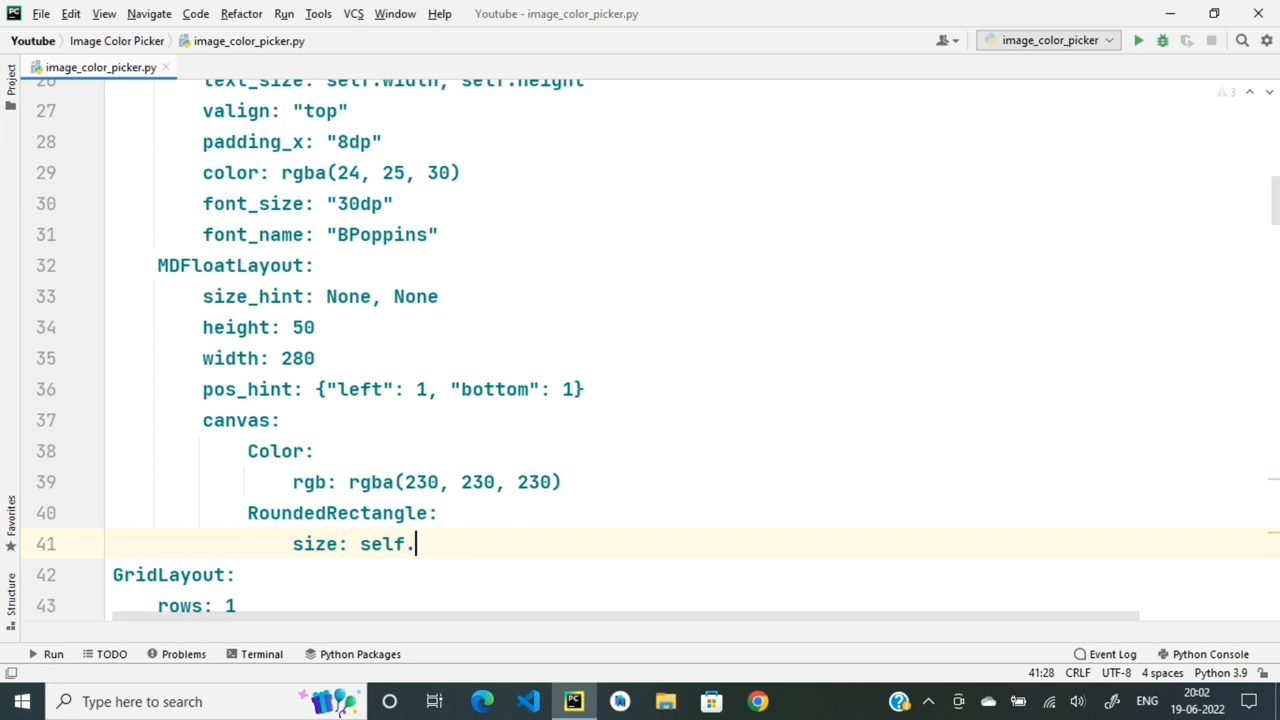 PC File Edit View Navigate Code Refactor Run Tools VCS Window Help Youtube - image_color_picker.py
Youtube Image Color Picker image_color_picker.py image_color_picker
image_color_picker.py
Project
26 text_size: self.width, self.height
3
27 valign: "top"
28 padding_x: "8dp"
29 color: rgba(24, 25, 30)
30 font_size: "30dp"
31 font_name: "BPoppins"
32 MDFloatLayout:
33 size_hint: None, None
34 height: 50
35 width: 280
36 pos_hint: {"left": 1, "bottom": 1}
37 canvas:
38 Color:
39 rgb: rgba(230, 230, 230)
40 RoundedRectangle:
41 size: self.
42 GridLayout:
43 rows: 1
Favorites
Structure
Run TODO Problems Terminal Python Packages Event Log Python Console
41:28 CRLF UTF-8 4 spaces Python 3.9
Type here to search
PC
ENG
20:02
19-06-2022